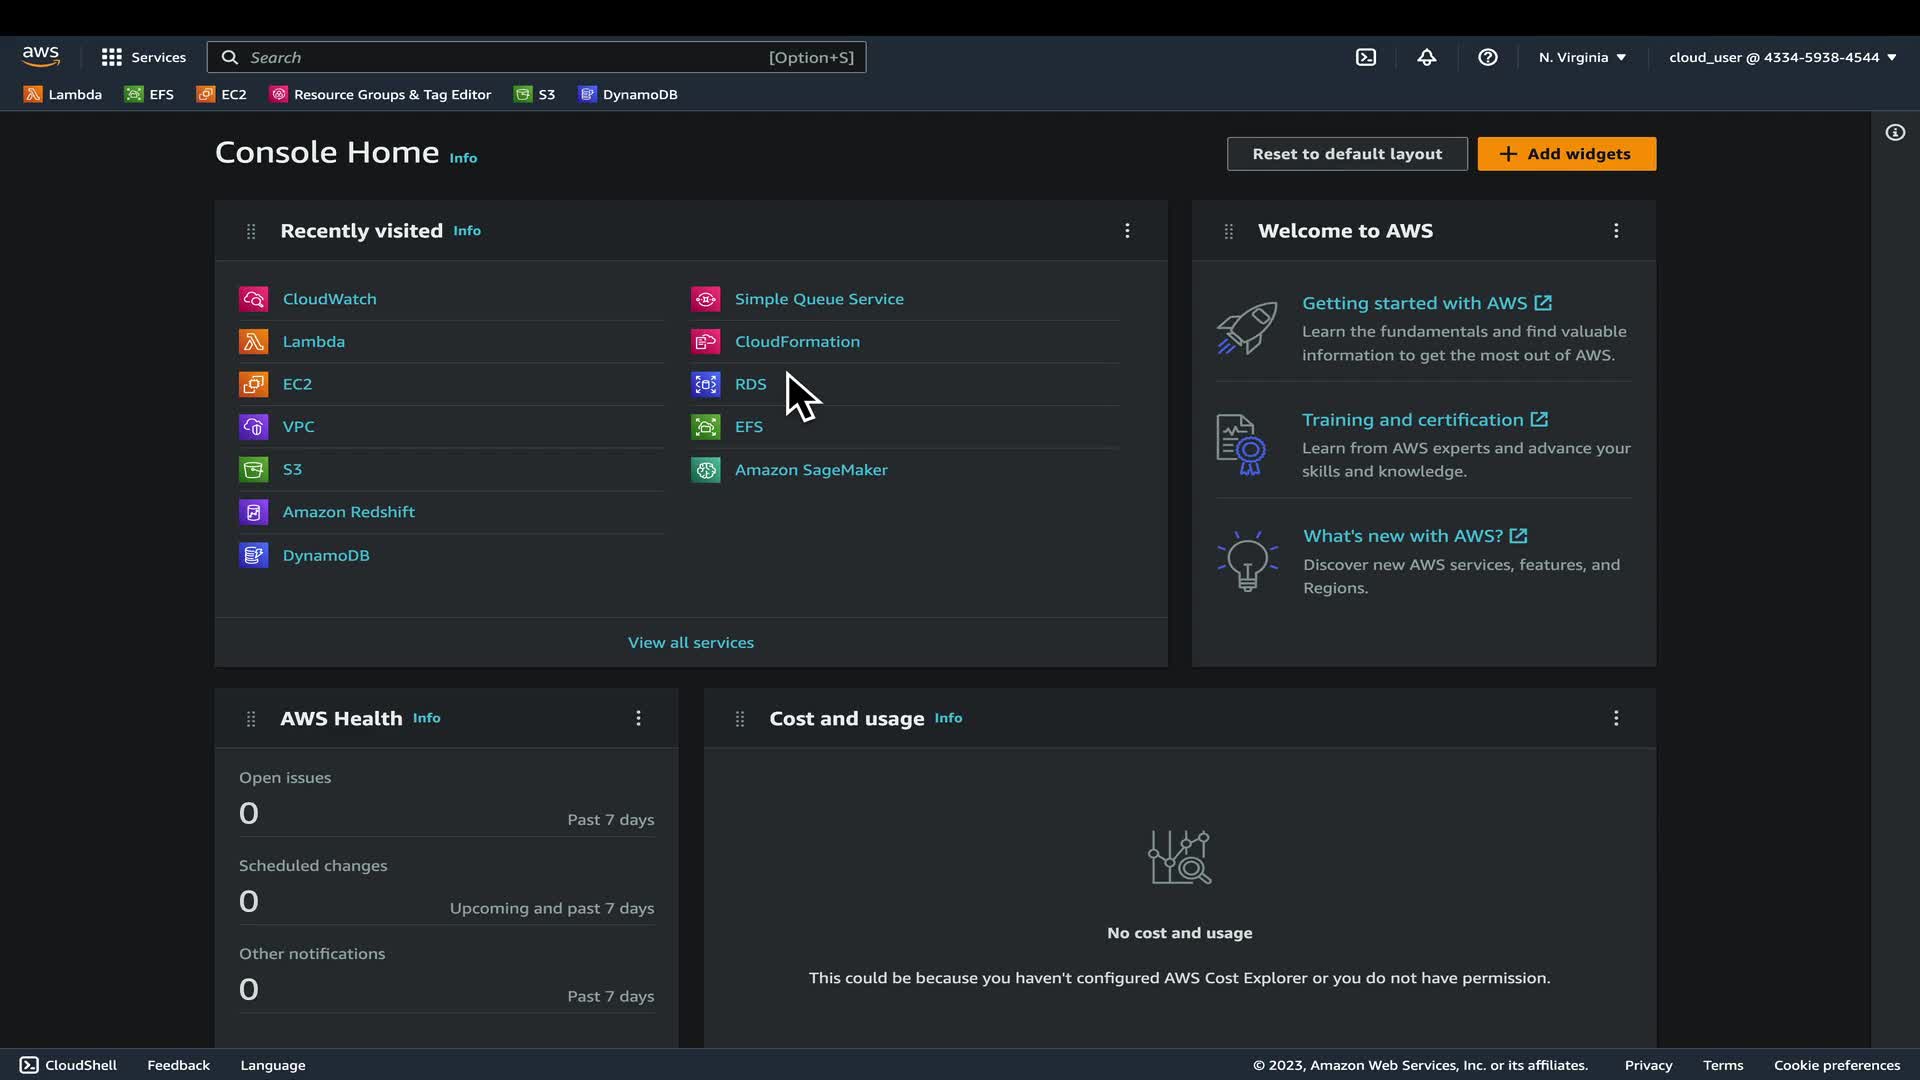 aws
Services
Search [Option+S]
N. Virginia
cloud_user @ 4334-5938-4544
Lambda
EFS
EC2
Resource Groups & Tag Editor
S3
DynamoDB
Console Home Info
Reset to default layout
Add widgets
Recently visited Info
CloudWatch
Lambda
EC2
VPC
S3
Amazon Redshift
DynamoDB
Simple Queue Service
CloudFormation
RDS
EFS
Amazon SageMaker
View all services
Welcome to AWS
Getting started with AWS
Learn the fundamentals and find valuable
information to get the most out of AWS.
Training and certification
Learn from AWS experts and advance your
skills and knowledge.
What's new with AWS?
Discover new AWS services, features, and
Regions.
AWS Health Info
Open issues
0
Past 7 days
Scheduled changes
0
Upcoming and past 7 days
Other notifications
0
Past 7 days
Cost and usage Info
No cost and usage
This could be because you haven't configured AWS Cost Explorer or you do not have permission.
CloudShell
Feedback
Language
© 2023, Amazon Web Services, Inc. or its affiliates.
Privacy
Terms
Cookie preferences